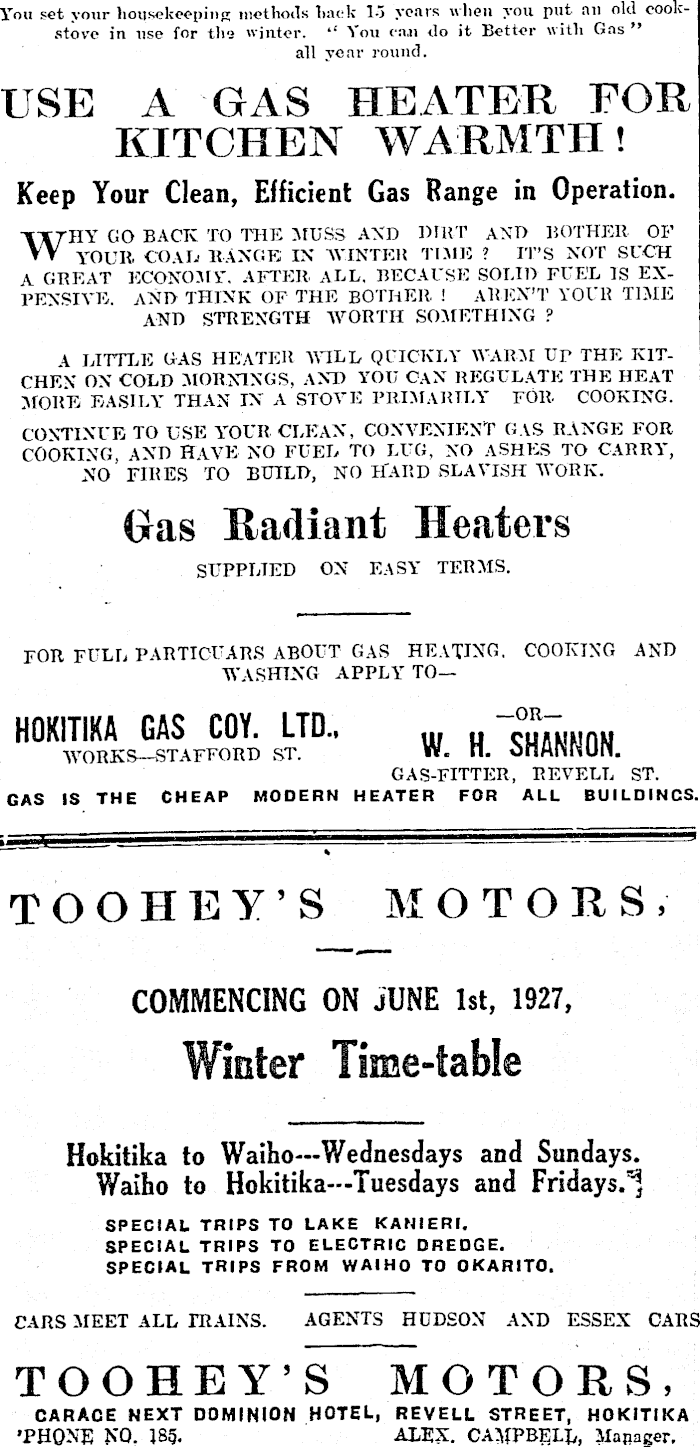 You set your housekeeping methods back 15 years when you put an old cook-
stove in use for the winter. " You can do it Better with Gas "
all year round.
USE A GAS HEATER FOR
KITCHEN WARMTH !
Keep Your Clean, Efficient Gas Range in Operation.
WHY GO BACK TO THE MUSS AND DIRT AND BOTHER OF
YOUR COAL RANGE IN WINTER TIME ? IT'S NOT SUCH
A GREAT ECONOMY, AFTER ALL, BECAUSE SOLID FUEL IS EX-
PENSIVE. AND THINK OF THE BOTHER ! AREN'T YOUR TIME
AND STRENGTH WORTH SOMETHING ?
A LITTLE GAS HEATER WILL QUICKLY WARM UP THE KIT-
CHEN ON COLD MORNINGS, AND YOU CAN REGULATE THE HEAT
MORE EASILY THAN IN A STOVE PRIMARILY FOR COOKING.
CONTINUE TO USE YOUR CLEAN, CONVENIENT GAS RANGE FOR
COOKING, AND HAVE NO FUEL TO LUG, NO ASHES TO CARRY,
NO FIRES TO BUILD, NO HARD SLAVISH WORK.
Gas Radiant Heaters
SUPPLIED ON EASY TERMS.
FOR FULL PARTICUARS ABOUT GAS HEATING, COOKING AND
WASHING APPLY TO—
HOKITIKA GAS COY. LTD.,
WORKS—STAFFORD ST.
—OR—
W. H. SHANNON.
GAS-FITTER, REVELL ST.
GAS IS THE CHEAP MODERN HEATER FOR ALL BUILDINGS.
TOOHEY'S MOTORS,
COMMENCING ON JUNE 1st, 1927,
Winter Time-table
Hokitika to Waiho---Wednesdays and Sundays.
Waiho to Hokitika---Tuesdays and Fridays.
SPECIAL TRIPS TO LAKE KANIERI.
SPECIAL TRIPS TO ELECTRIC DREDGE.
SPECIAL TRIPS FROM WAIHO TO OKARITO.
CARS MEET ALL TRAINS. AGENTS HUDSON AND ESSEX CARS
TOOHEY'S MOTORS,
GARAGE NEXT DOMINION HOTEL, REVELL STREET, HOKITIKA
'PHONE NO. 185. ALEX. CAMPBELL, Manager.